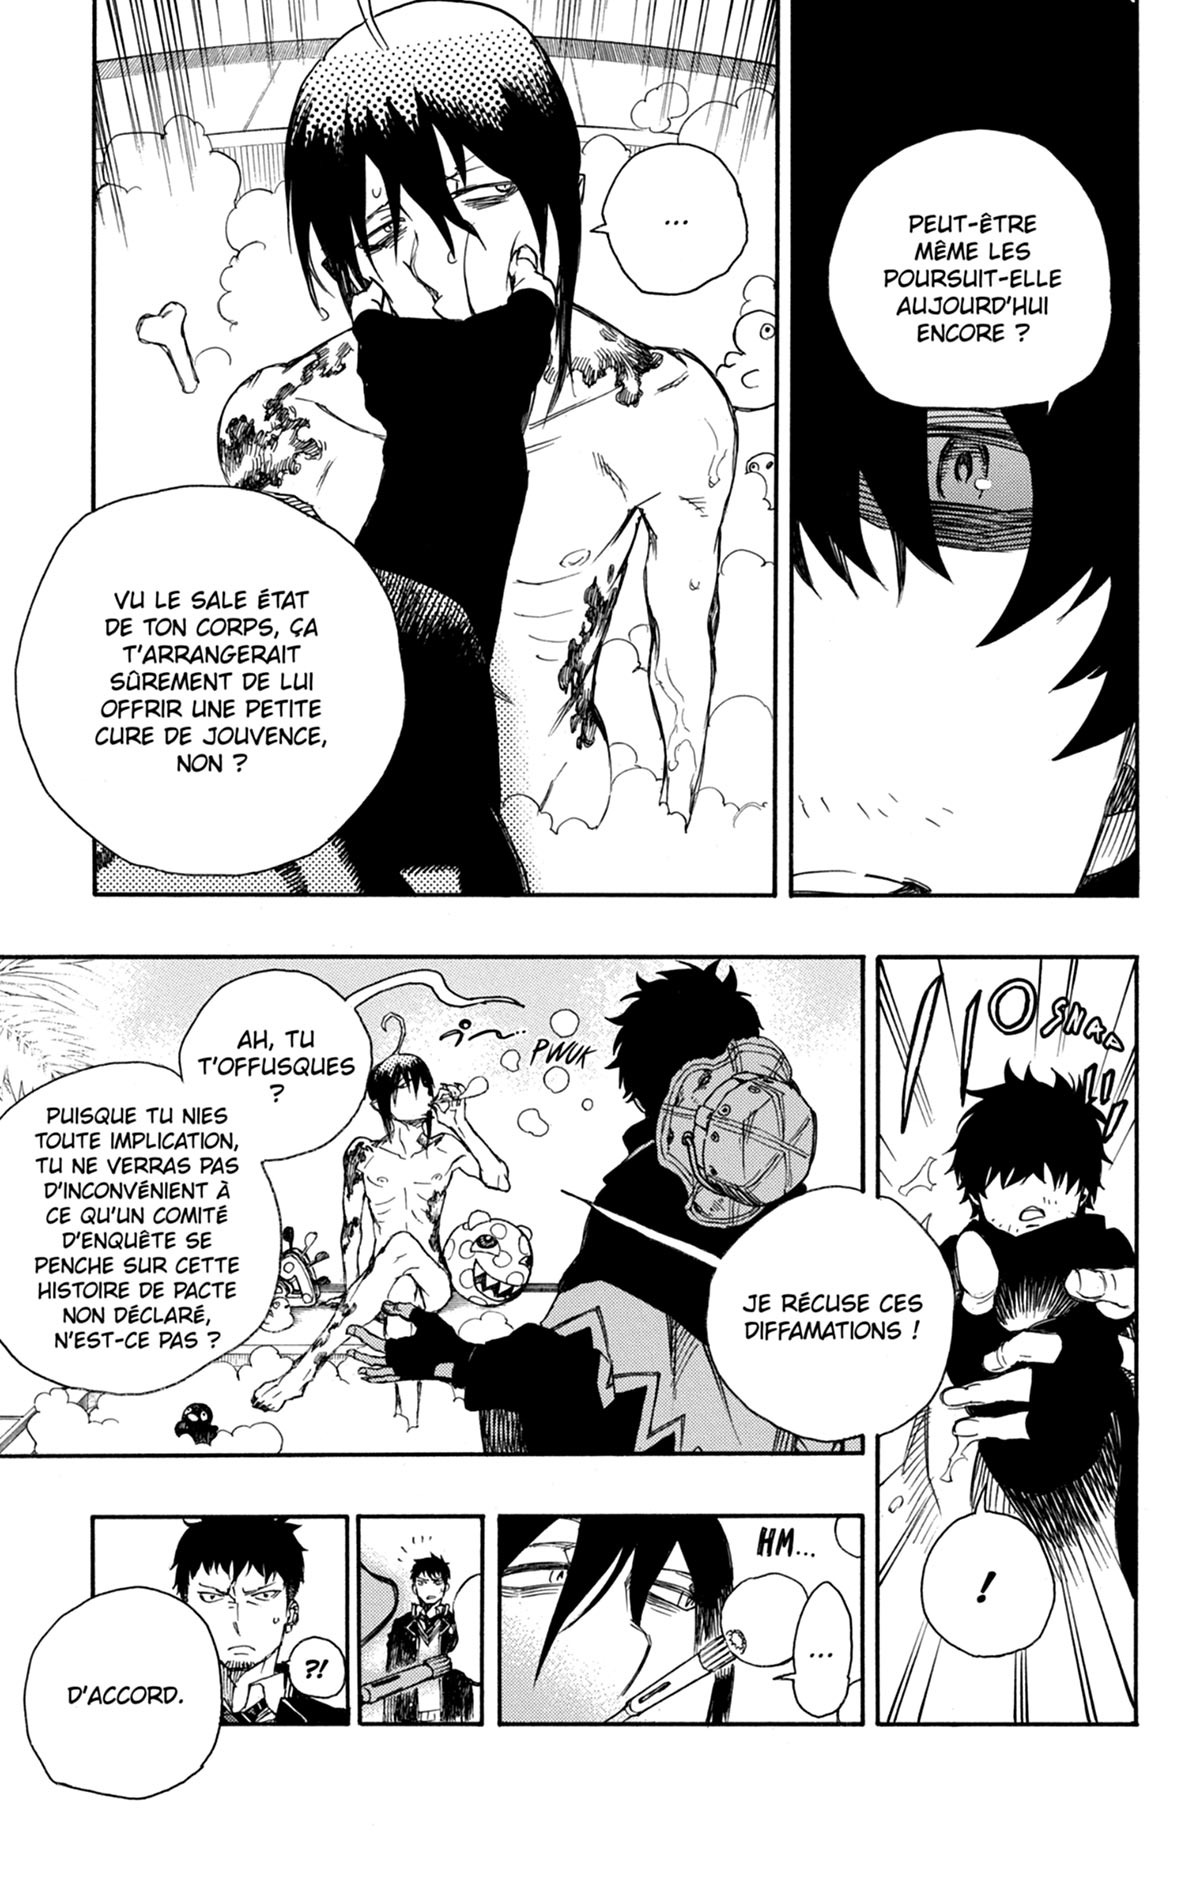 PEUT-ÊTRE
MÊME LES
POURSUIT-ELLE
AUJOURD'HUI
ENCORE ?
...
VU LE SALE ÉTAT
DE TON CORPS, ÇA
T'ARRANGERAIT
SÛREMENT DE LUI
OFFRIR UNE PETITE
CURE DE JOUVENCE,
NON ?
SNAP
!
JE RÉCUSE CES
DIFFAMATIONS !
PWUK
AH, TU
T'OFFUSQUES
?
PUISQUE TU NIES
TOUTE IMPLICATION,
TU NE VERRAS PAS
D'INCONVÉNIENT À
CE QU'UN COMITÉ
D'ENQUÊTE SE
PENCHE SUR CETTE
HISTOIRE DE PACTE
NON DÉCLARÉ,
N'EST-CE PAS ?
HM...
...
?!
D'ACCORD.